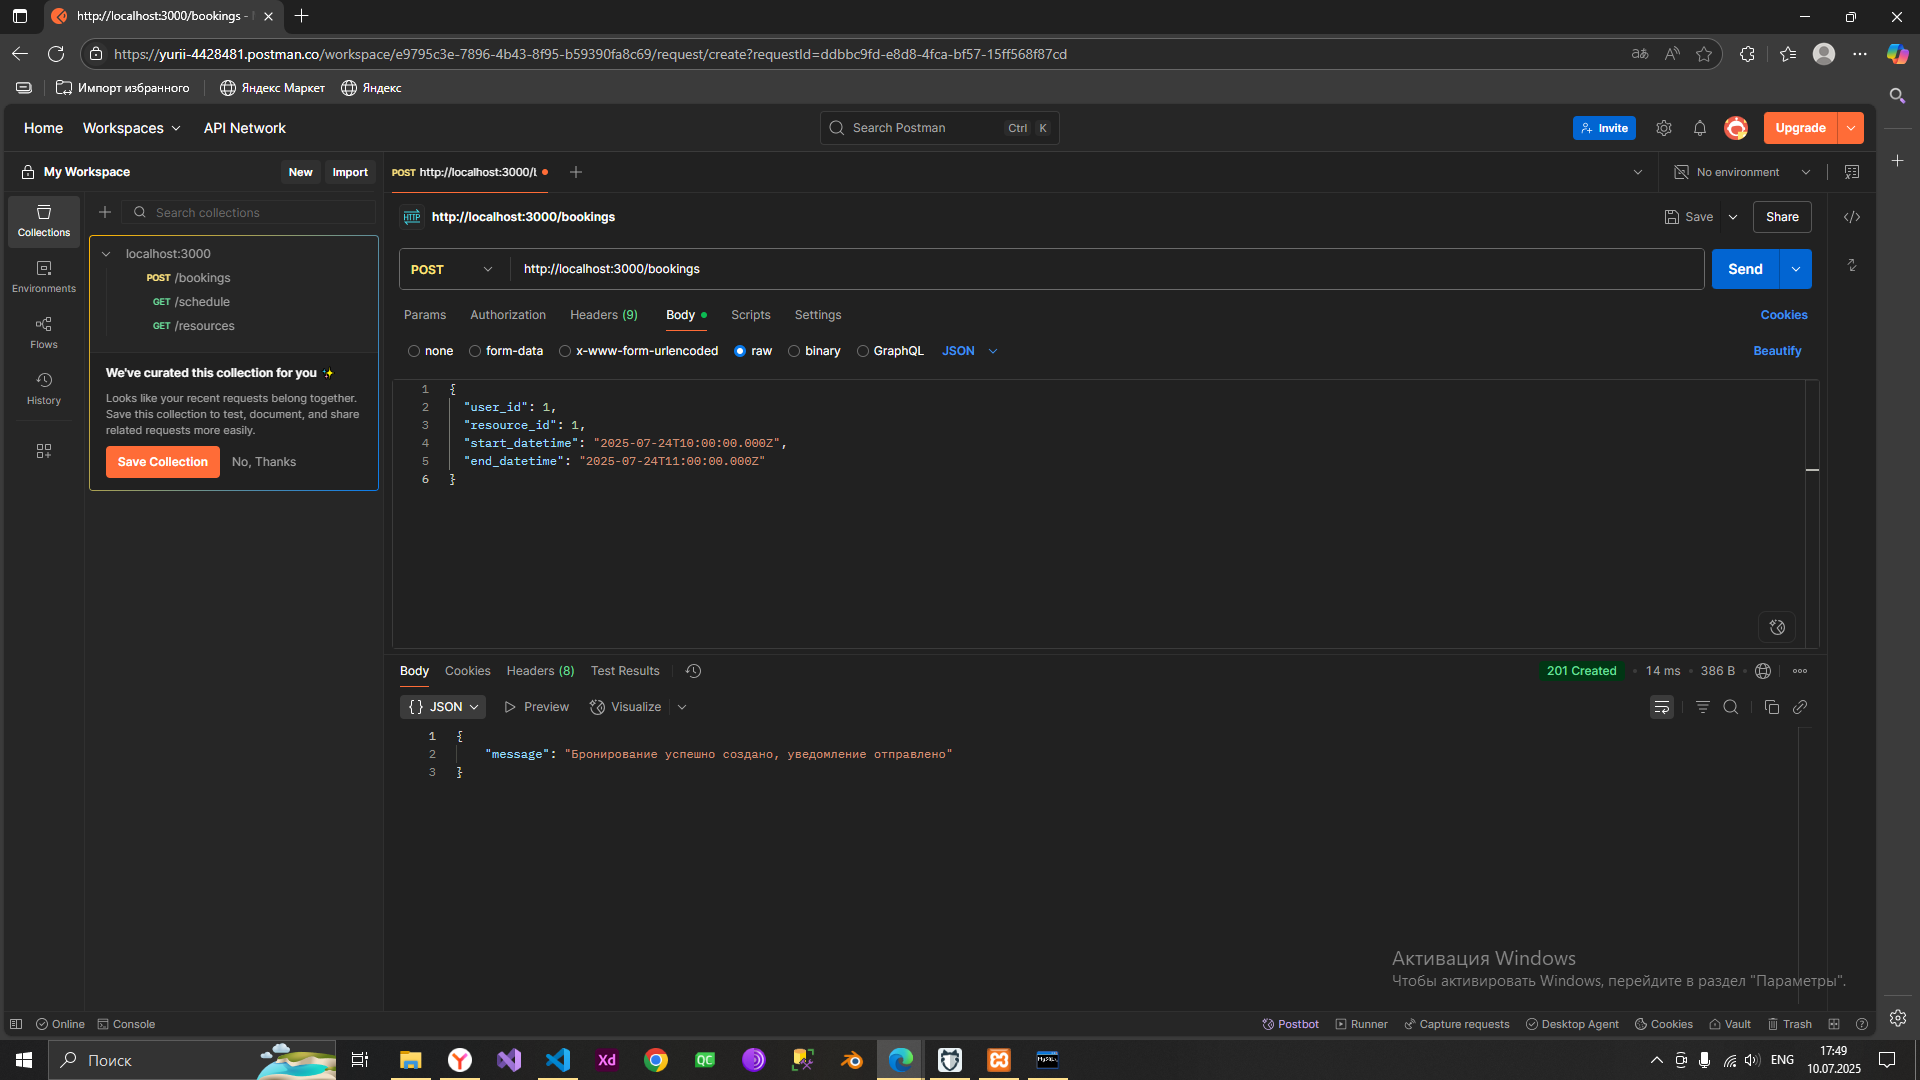 http://localhost:3000/bookings -
https://yurii-4428481.postman.co/workspace/e9795c3e-7896-4b43-8f95-b59390fa8c69/request/create?requestId=ddbbc9fd-e8d8-4fca-bf57-15ff568f87cd
Импорт избранного
Яндекс Маркет
Яндекс
Home
Workspaces
API Network
Search Postman
Ctrl
K
Invite
Upgrade
My Workspace
New
Import
POST http://localhost:3000/
No environment
Collections
Environments
Flows
History
Search collections
localhost:3000
POST /bookings
GET /schedule
GET /resources
We've curated this collection for you ✨
Looks like your recent requests belong together.
Save this collection to test, document, and share
related requests more easily.
Save Collection
No, Thanks
HTTP
http://localhost:3000/bookings
Save
Share
POST
http://localhost:3000/bookings
Send
Params
Authorization
Headers (9)
Body
Scripts
Settings
Cookies
none
form-data
x-www-form-urlencoded
raw
binary
GraphQL
JSON
Beautify
1 {
2 "user_id": 1,
3 "resource_id": 1,
4 "start_datetime": "2025-07-24T10:00:00.000Z",
5 "end_datetime": "2025-07-24T11:00:00.000Z"
6 }
Body
Cookies
Headers (8)
Test Results
201 Created
14 ms
386 B
{} JSON
Preview
Visualize
1 {
2 "message": "Бронирование успешно создано, уведомление отправлено"
3 }
Активация Windows
Чтобы активировать Windows, перейдите в раздел "Параметры".
Online
Console
Postbot
Runner
Capture requests
Desktop Agent
Cookies
Vault
Trash
Поиск
Xd
QC
MySQL
ENG
17:49
10.07.2025